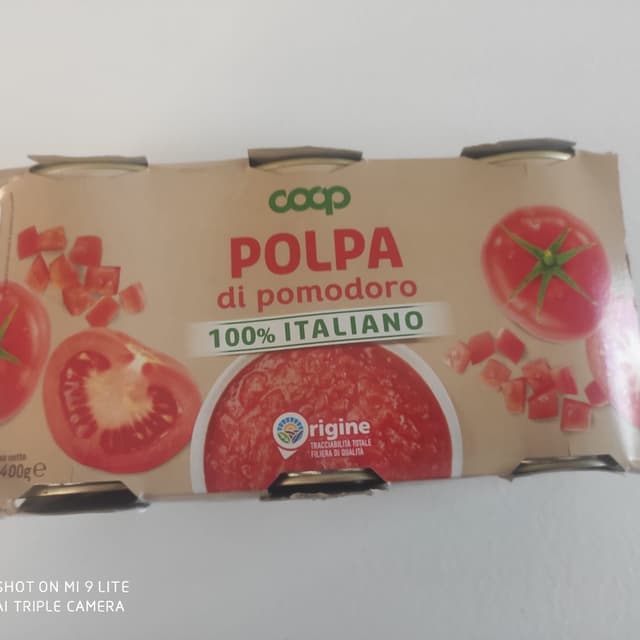 coop
POLPA
di pomodoro
100% ITALIANO
Origine
TRACCIABILITÀ TOTALE
FILIERA DI QUALITÀ
netto
400g e
SHOT ON MI 9 LITE
AI TRIPLE CAMERA